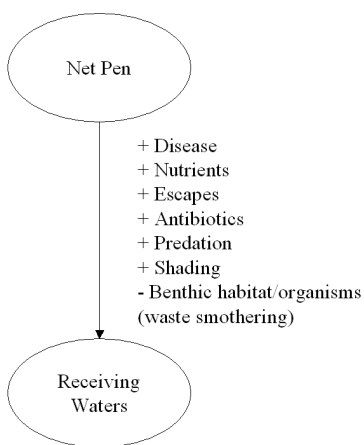 Net Pen
+ Disease
+ Nutrients
+ Escapes
+ Antibiotics
+ Predation
+ Shading
- Benthic habitat/organisms
(waste smothering)
Receiving
Waters